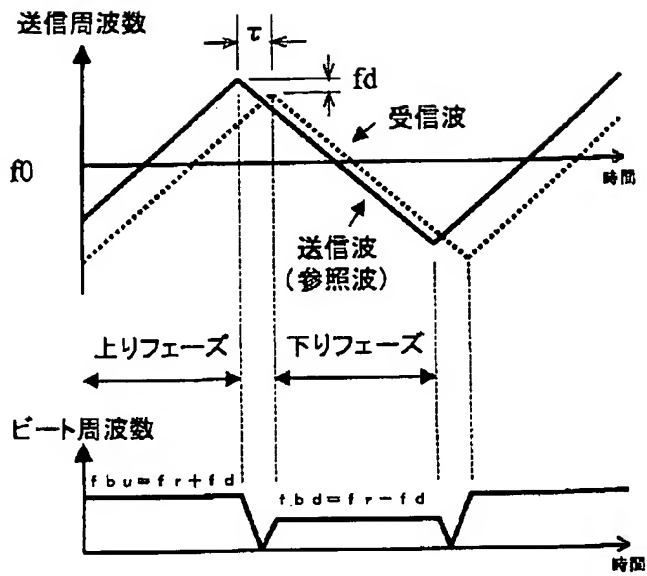 送信周波数
τ
fd
受信波
f0
時間
送信波
(参照波)
上りフェーズ
下りフェーズ
ビート周波数
fbu=fr+fd
fbd=fr-fd
時間